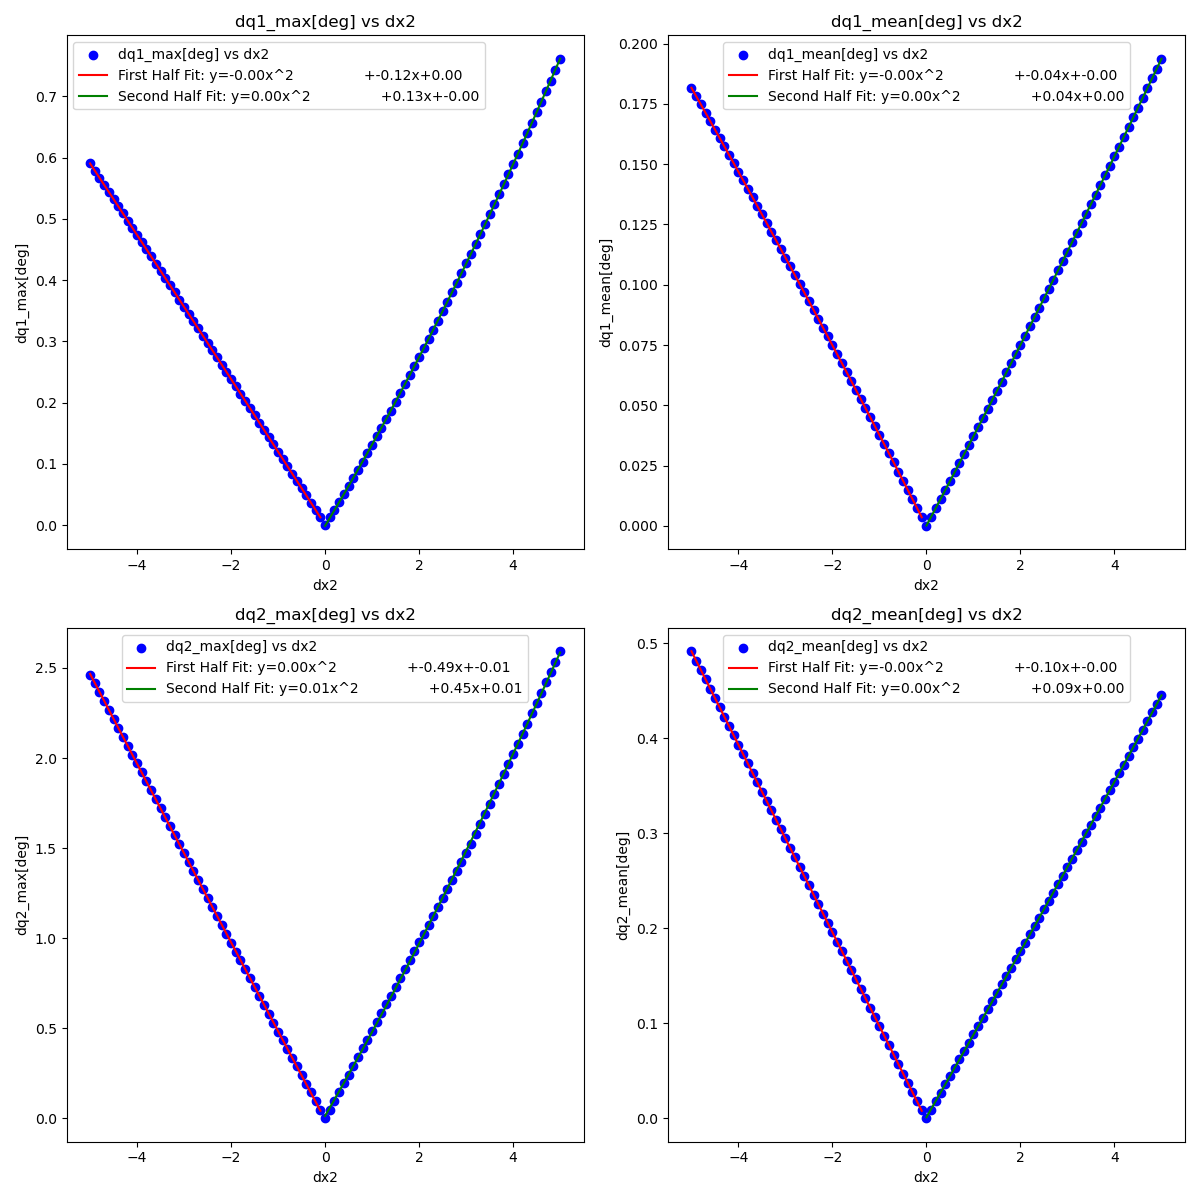 dq1_max[deg] vs dx2
dq1_max[deg] vs dx2
First Half Fit: y=-0.00x^2 +-0.12x+0.00
Second Half Fit: y=0.00x^2 +0.13x+-0.00
0.7
0.6
0.5
0.4
0.3
0.2
0.1
0.0
dq1_max[deg]
−4 −2 0 2 4
dx2
dq1_mean[deg] vs dx2
dq1_mean[deg] vs dx2
First Half Fit: y=-0.00x^2 +-0.04x+-0.00
Second Half Fit: y=0.00x^2 +0.04x+0.00
0.200
0.175
0.150
0.125
0.100
0.075
0.050
0.025
0.000
dq1_mean[deg]
−4 −2 0 2 4
dx2
dq2_max[deg] vs dx2
dq2_max[deg] vs dx2
First Half Fit: y=0.00x^2 +-0.49x+-0.01
Second Half Fit: y=0.01x^2 +0.45x+0.01
2.5
2.0
1.5
1.0
0.5
0.0
dq2_max[deg]
−4 −2 0 2 4
dx2
dq2_mean[deg] vs dx2
dq2_mean[deg] vs dx2
First Half Fit: y=-0.00x^2 +-0.10x+-0.00
Second Half Fit: y=0.00x^2 +0.09x+0.00
0.5
0.4
0.3
0.2
0.1
0.0
dq2_mean[deg]
−4 −2 0 2 4
dx2